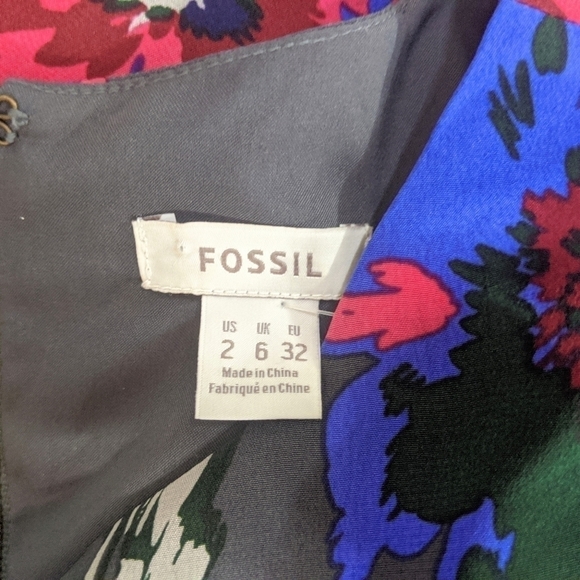 FOSSIL
US UK EU
2 6 32
Made in China
Fabriqué en Chine